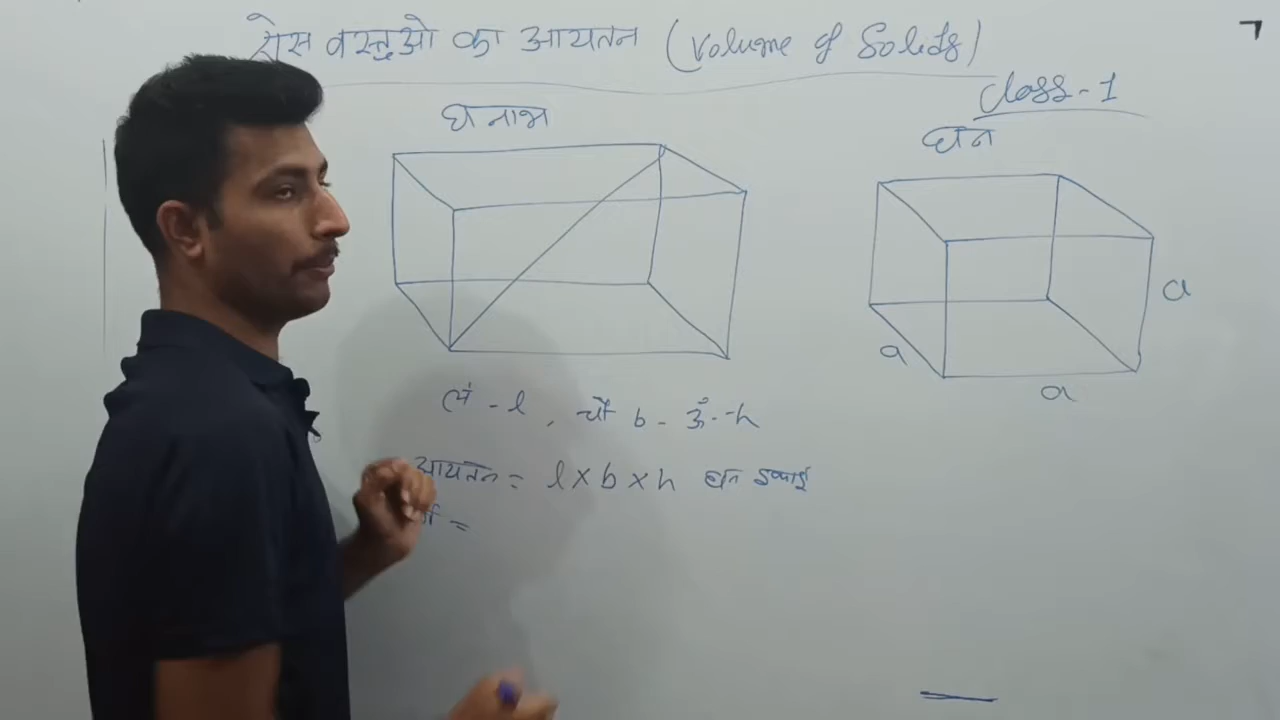 ठोस वस्तुओ का आयतन (Volume of Solids)
Class-1
घनाभ
घन
a
a
a
लं - l , चौ b - ऊँ - h
आयतन = l × b × h घन इकाई
=